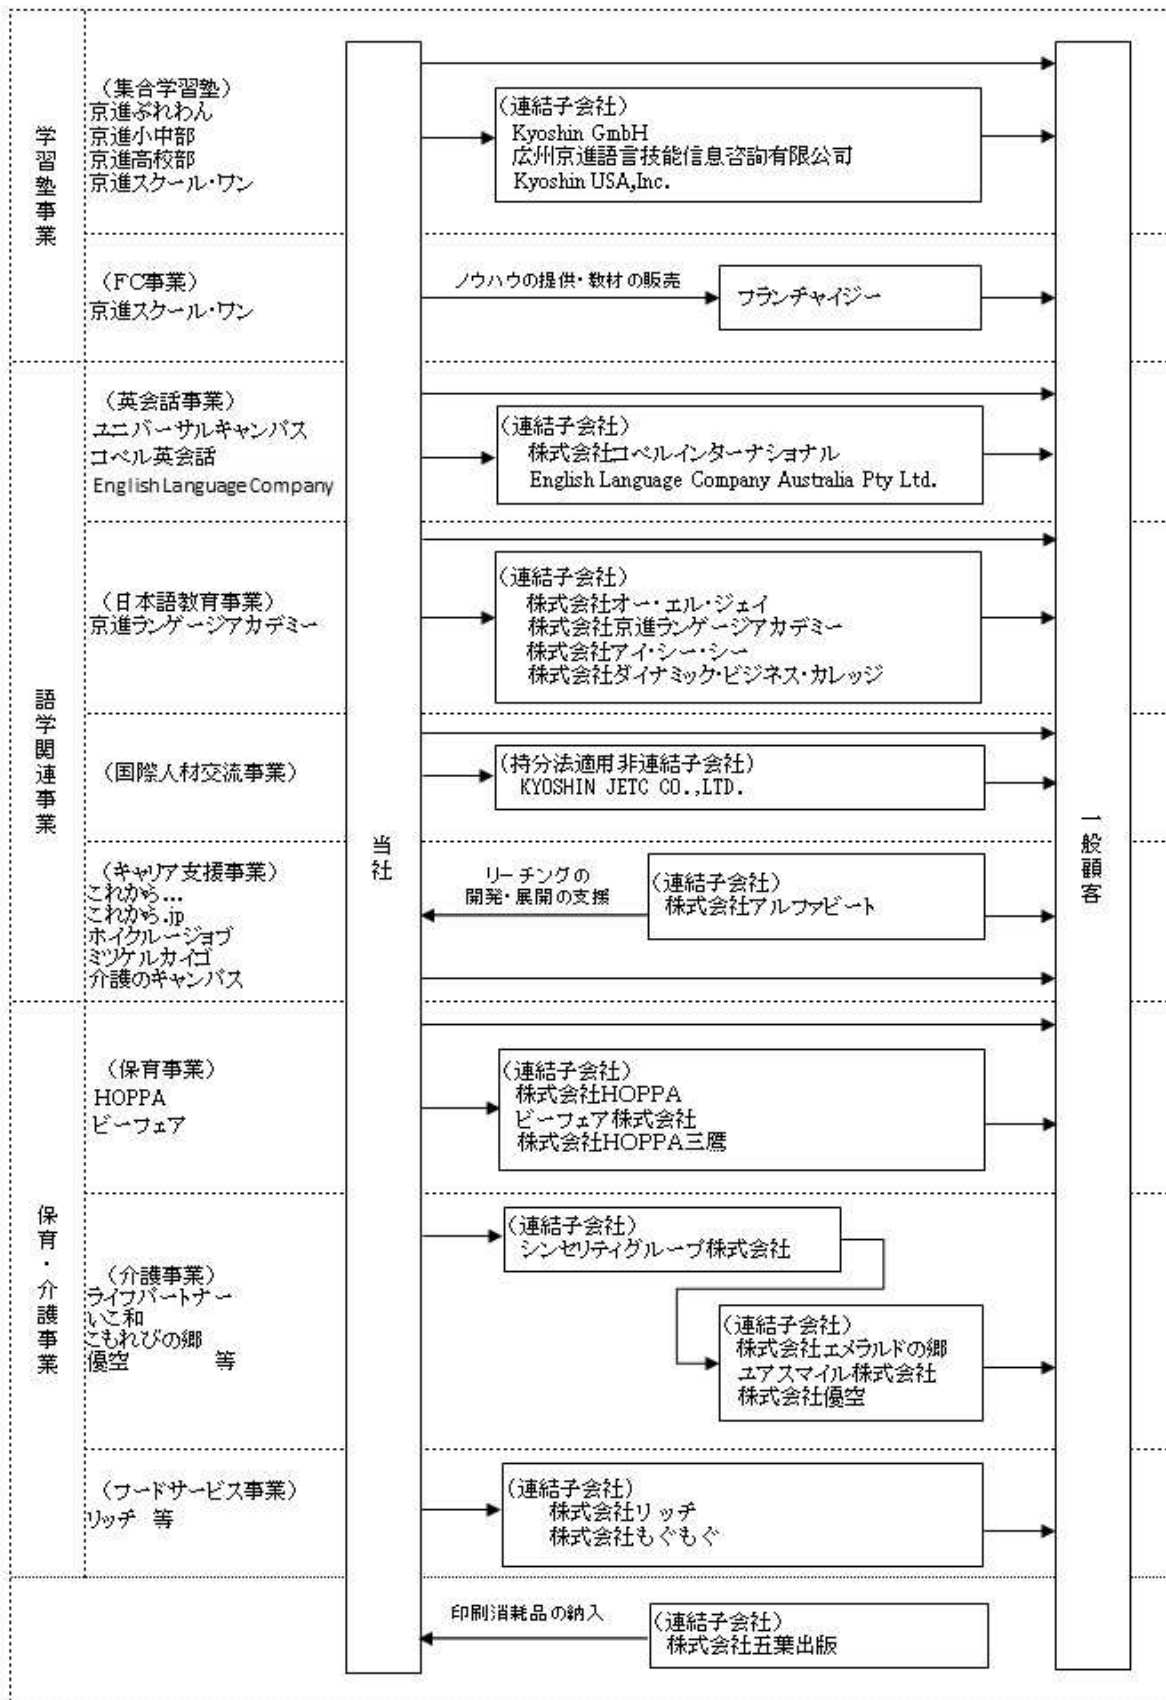 学習塾事業
（集合学習塾）
京進ぷれわん
京進小中部
京進高校部
京進スクール・ワン
（連結子会社）
Kyoshin GmbH
広州京進語言技能信息咨詢有限公司
Kyoshin USA,Inc.
（FC事業）
京進スクール・ワン
ノウハウの提供・教材の販売
フランチャイジー
語学関連事業
（英会話事業）
ユニバーサルキャンパス
コペル英会話
English Language Company
（連結子会社）
株式会社コペルインターナショナル
English Language Company Australia Pty Ltd.
（日本語教育事業）
京進ランゲージアカデミー
（連結子会社）
株式会社オー・エル・ジェイ
株式会社京進ランゲージアカデミー
株式会社アイ・シー・シー
株式会社ダイナミック・ビジネス・カレッジ
（国際人材交流事業）
（持分法適用非連結子会社）
KYOSHIN JETC CO.,LTD.
当社
一般顧客
（キャリア支援事業）
これから...
これから.jp
ホイクルージョブ
ミツケルカイゴ
介護のキャンバス
リーチングの
開発・展開の支援
（連結子会社）
株式会社アルファビート
保育・介護事業
（保育事業）
HOPPA
ビーフェア
（連結子会社）
株式会社HOPPA
ビーフェア株式会社
株式会社HOPPA三鷹
（介護事業）
ライフパートナー
いこ和
こもれびの郷
優空 等
（連結子会社）
シンセリティグループ株式会社
（連結子会社）
株式会社エメラルドの郷
ユアスマイル株式会社
株式会社優空
（フードサービス事業）
リッチ 等
（連結子会社）
株式会社リッチ
株式会社もぐもぐ
印刷消耗品の納入
（連結子会社）
株式会社五葉出版